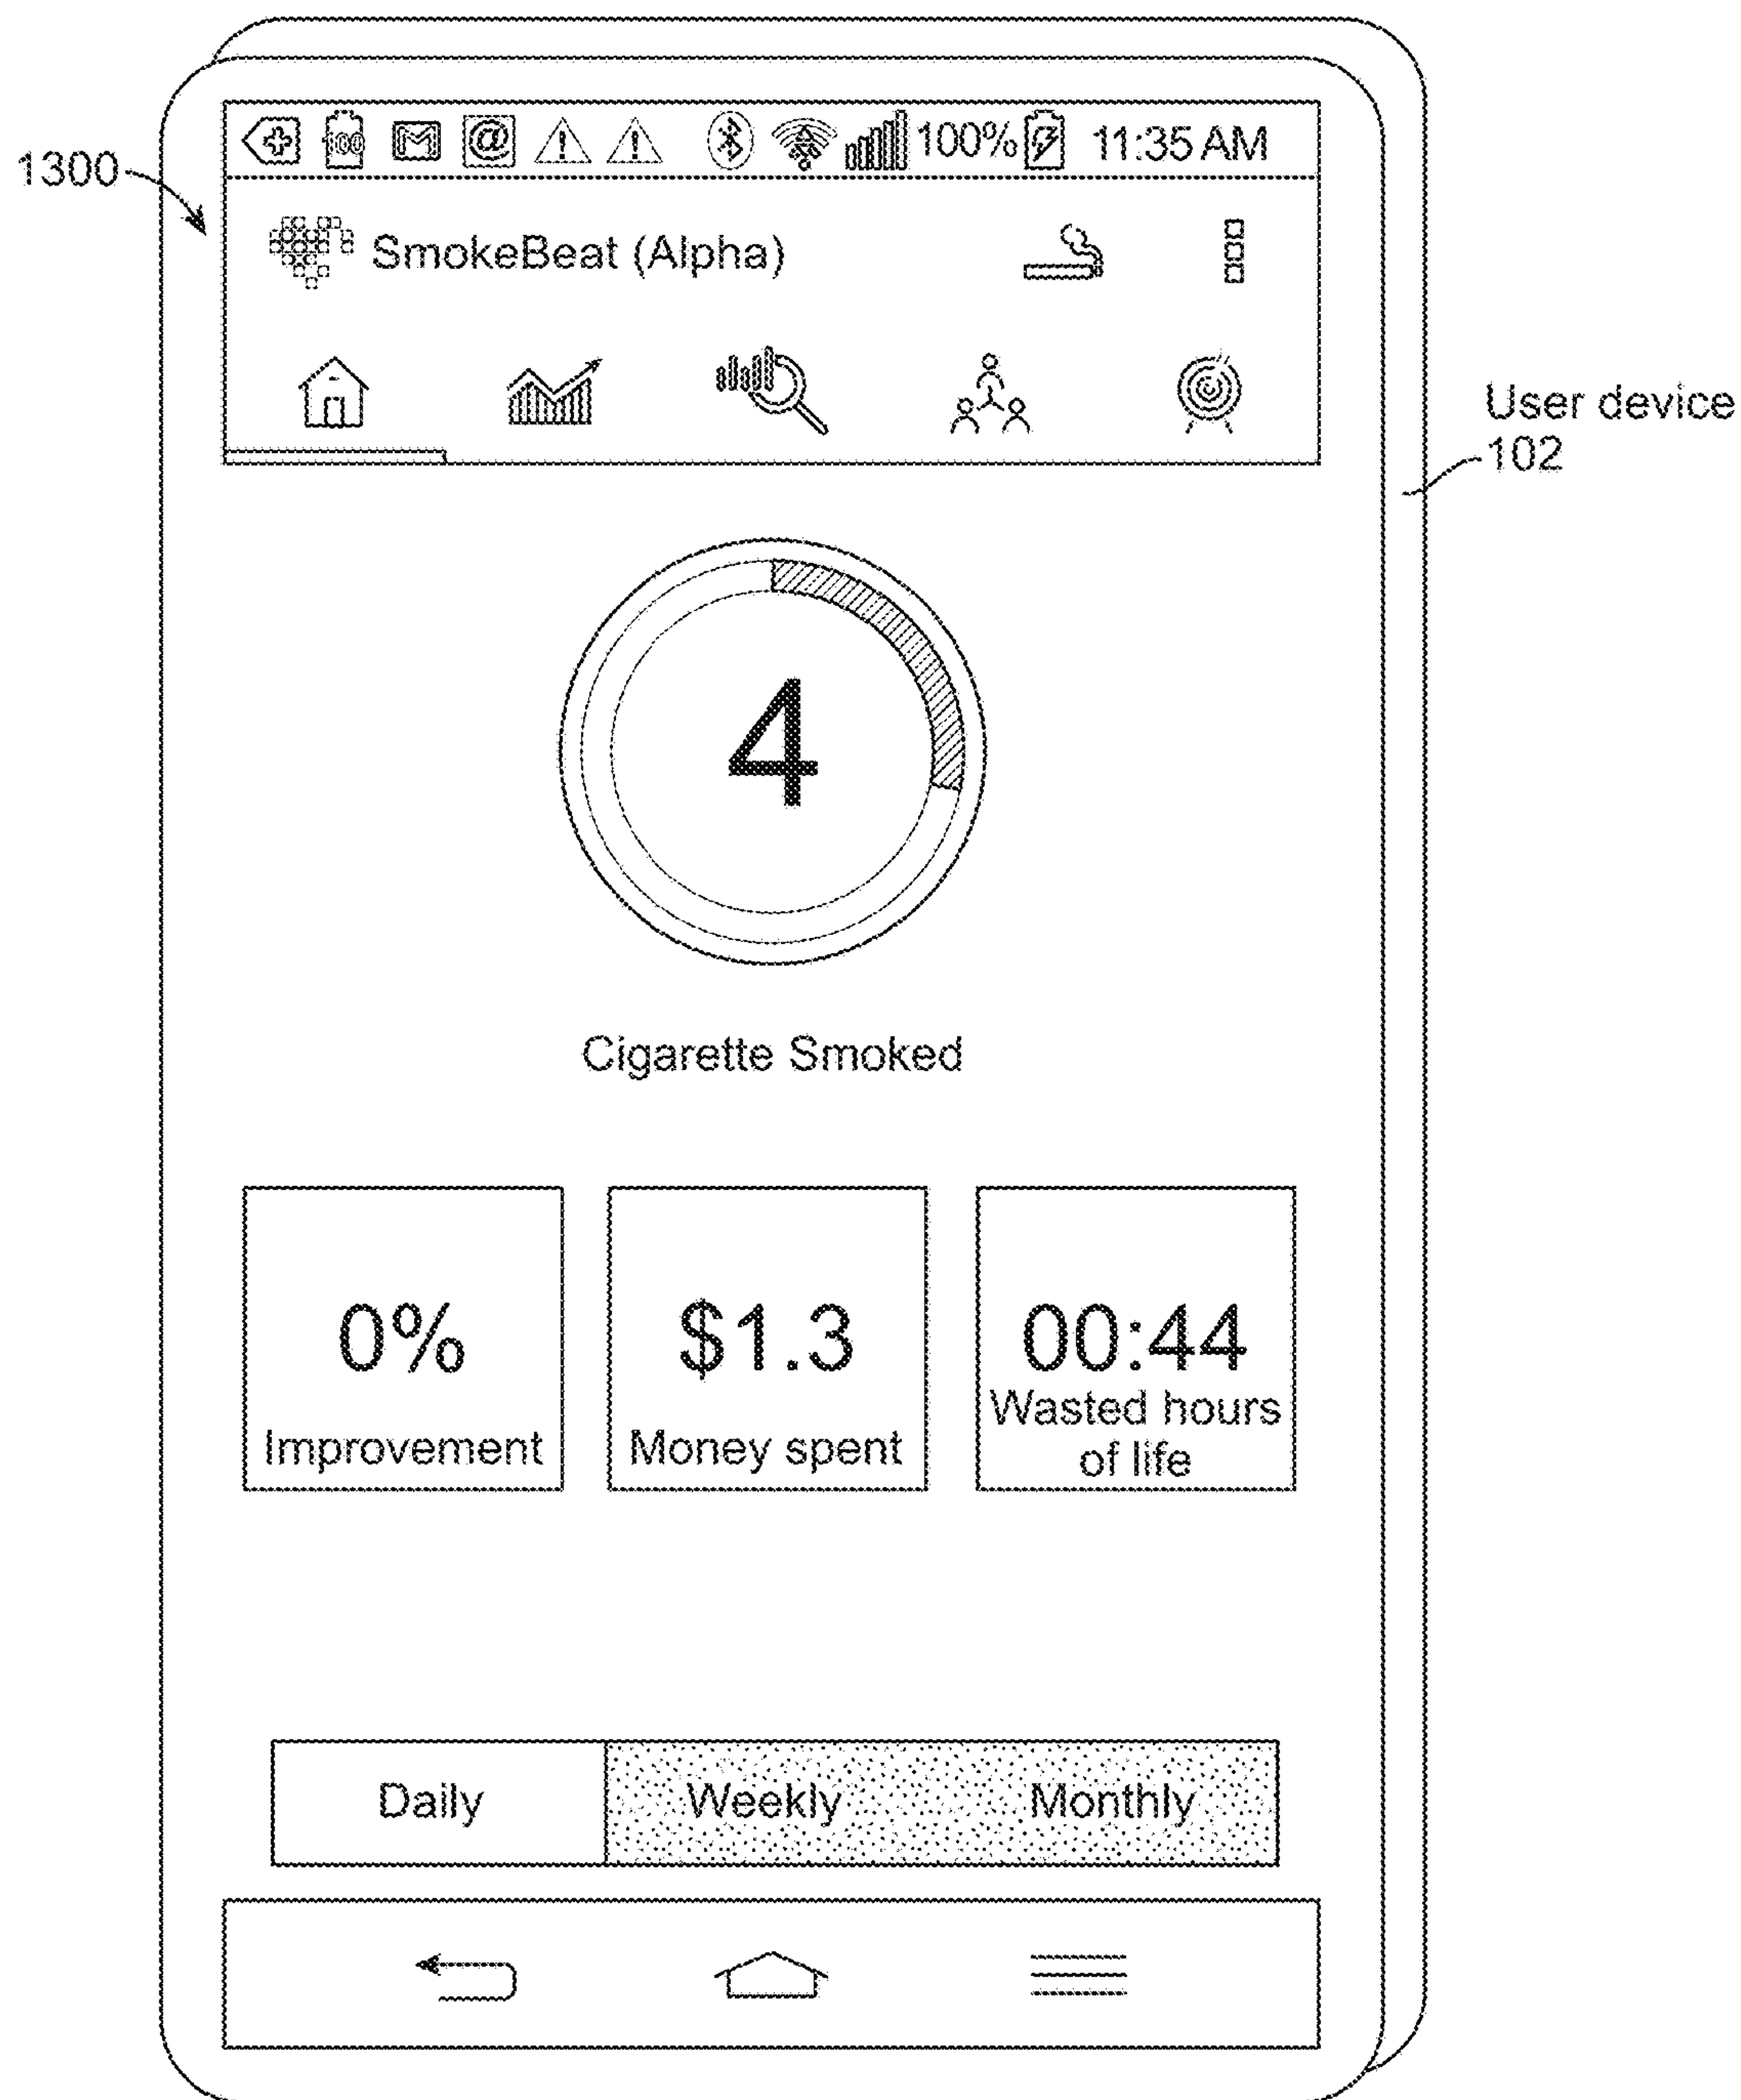 100 @ 100% 11:35 AM
1300
SmokeBeat (Alpha)
User device
102
4
Cigarette Smoked
0%
Improvement
$1.3
Money spent
00:44
Wasted hours
of life
Daily
Weekly
Monthly